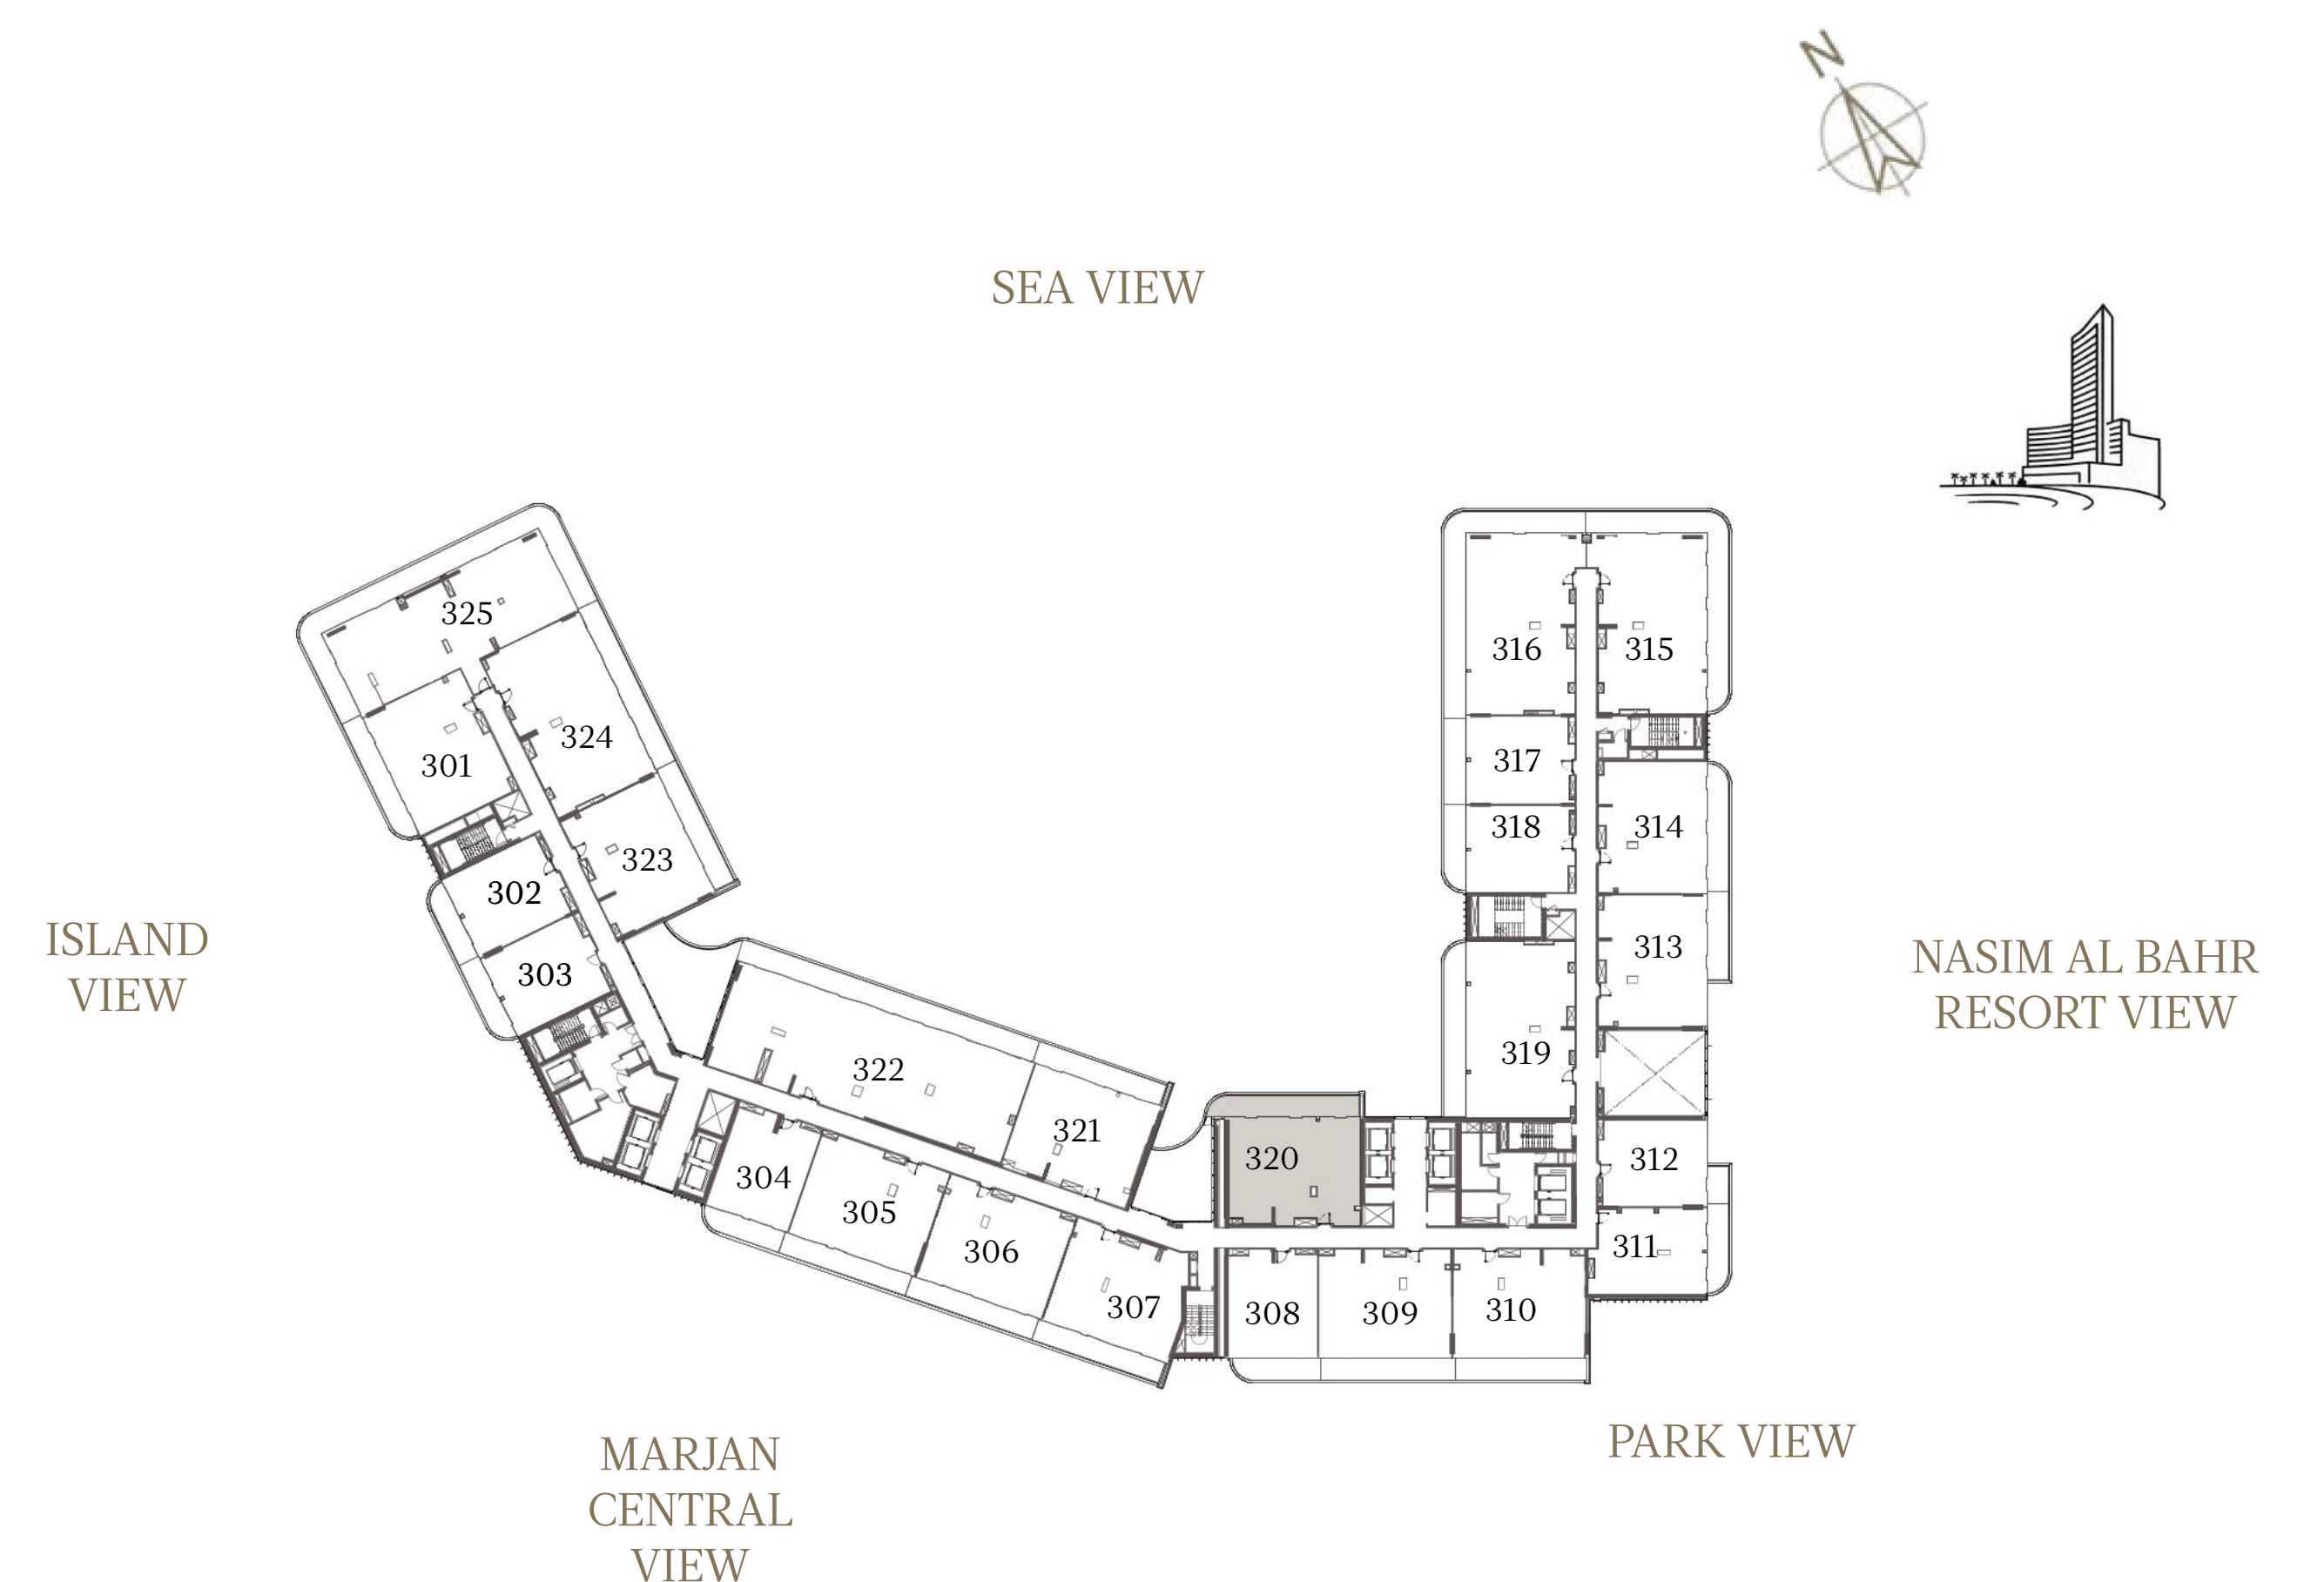 N
SEA VIEW
325
316
315
324
317
301
318
314
323
302
313
303
319
322
321
320
312
304
305
306
311
307
308
309
310
ISLAND
VIEW
NASIM AL BAHR
RESORT VIEW
MARJAN
CENTRAL
VIEW
PARK VIEW